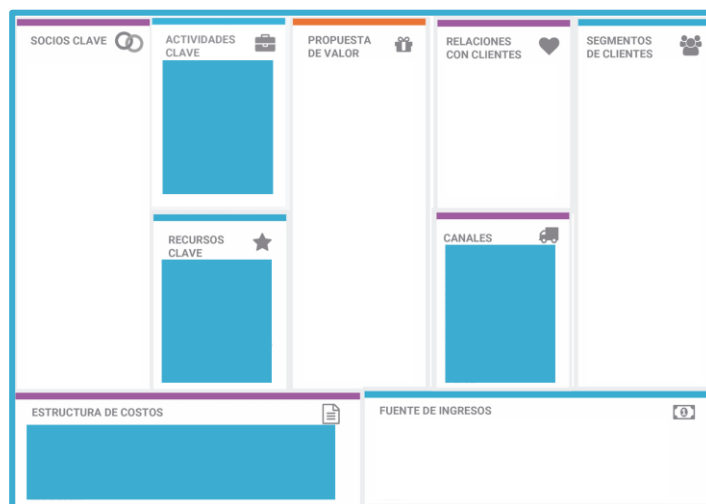 SOCIOS CLAVE
ACTIVIDADES
CLAVE
PROPUESTA
DE VALOR
RELACIONES
CON CLIENTES
SEGMENTOS
DE CLIENTES
RECURSOS
CLAVE
CANALES
ESTRUCTURA DE COSTOS
FUENTE DE INGRESOS